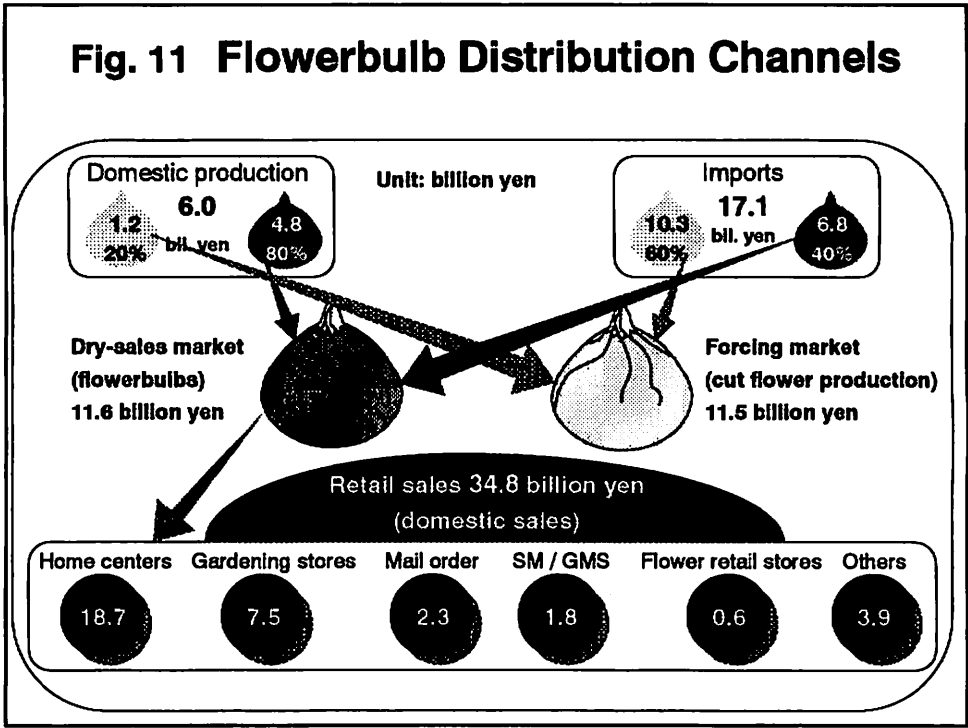 Fig. 11 Flowerbulb Distribution Channels
Domestic production
6.0
bil. yen
1.2
20%
4.8
80%
Unit: billion yen
Imports
17.1
bil. yen
10.3
60%
6.8
40%
Dry-sales market
(flowerbulbs)
11.6 billion yen
Forcing market
(cut flower production)
11.5 billion yen
Retail sales 34.8 billion yen
(domestic sales)
Home centers
18.7
Gardening stores
7.5
Mail order
2.3
SM / GMS
1.8
Flower retail stores
0.6
Others
3.9